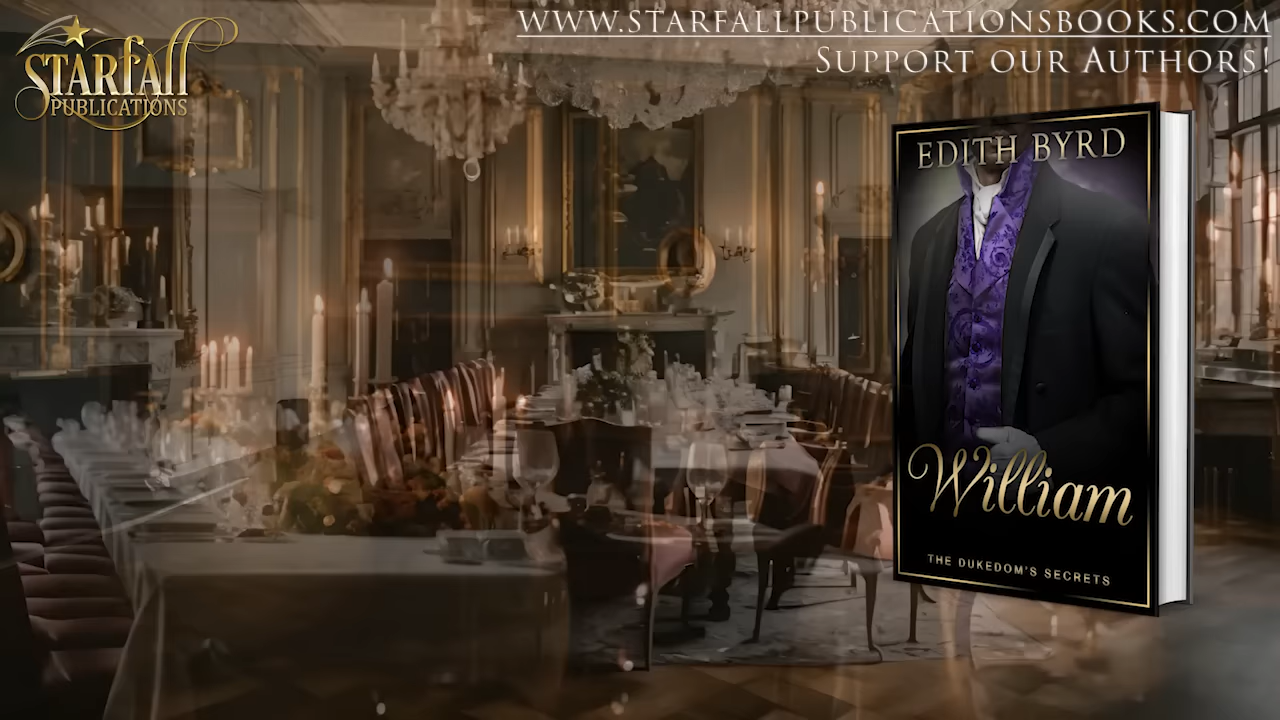 STARfall
PUBLICATIONS
WWW.STARFALLPUBLICATIONSBOOKS.COM
SUPPORT OUR AUTHORS!
EDITH BYRD
William
THE DUKEDOM'S SECRETS